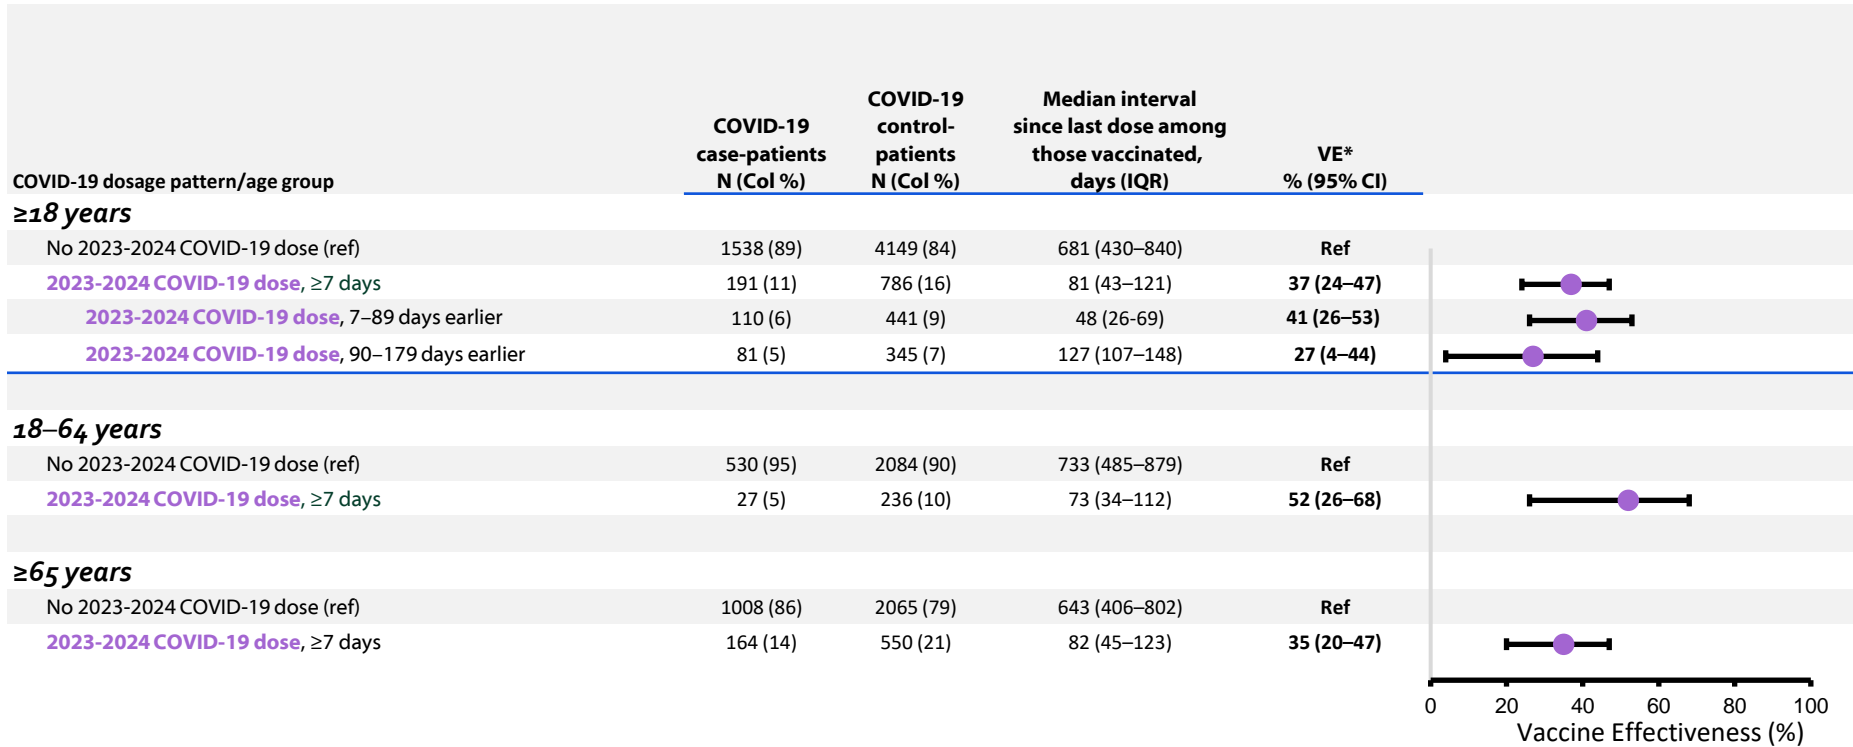 COVID-19 dosage pattern/age group
COVID-19
case-patients
N (Col %)
COVID-19
control-
patients
N (Col %)
Median interval
since last dose among
those vaccinated,
days (IQR)
VE*
% (95% CI)
≥18 years
No 2023-2024 COVID-19 dose (ref) 1538 (89) 4149 (84) 681 (430–840) Ref
2023-2024 COVID-19 dose, ≥7 days 191 (11) 786 (16) 81 (43–121) 37 (24–47)
2023-2024 COVID-19 dose, 7–89 days earlier 110 (6) 441 (9) 48 (26-69) 41 (26–53)
2023-2024 COVID-19 dose, 90–179 days earlier 81 (5) 345 (7) 127 (107–148) 27 (4–44)
18–64 years
No 2023-2024 COVID-19 dose (ref) 530 (95) 2084 (90) 733 (485–879) Ref
2023-2024 COVID-19 dose, ≥7 days 27 (5) 236 (10) 73 (34–112) 52 (26–68)
≥65 years
No 2023-2024 COVID-19 dose (ref) 1008 (86) 2065 (79) 643 (406–802) Ref
2023-2024 COVID-19 dose, ≥7 days 164 (14) 550 (21) 82 (45–123) 35 (20–47)
0 20 40 60 80 100
Vaccine Effectiveness (%)